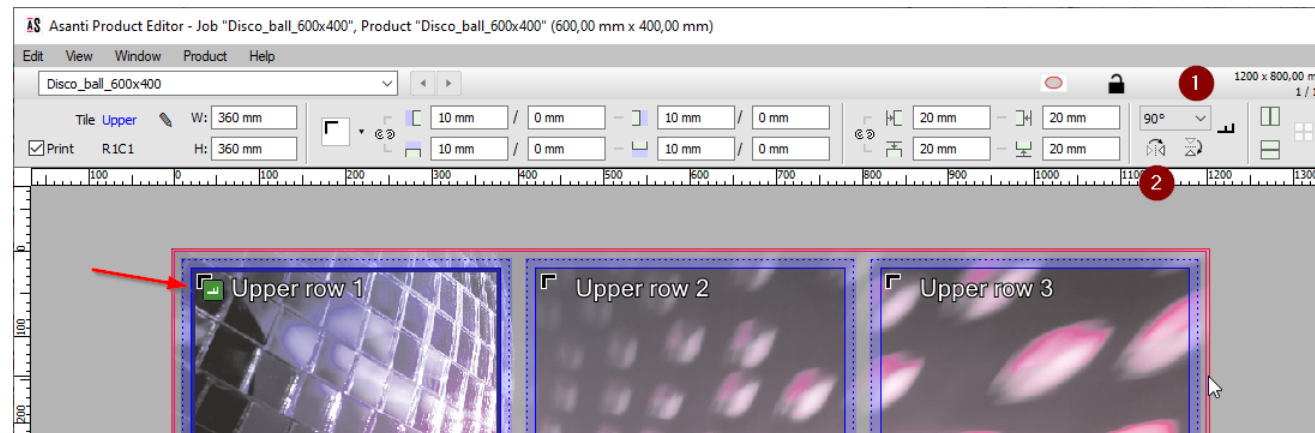 AS Asanti Product Editor - Job "Disco_ball_600x400", Product "Disco_ball_600x400" (600,00 mm x 400,00 mm)
Edit View Window Product Help
Disco_ball_600x400 1 1200 x 800,00 m
1 / 1
Tile Upper W: 360 mm 10 mm / 0 mm 10 mm / 0 mm 20 mm 20 mm 90°
Print R1C1 H: 360 mm 10 mm / 0 mm 10 mm / 0 mm 20 mm 20 mm
2
100 0 100 200 300 400 500 600 700 800 900 1000 1200 1300
0
Upper row 1 Upper row 2 Upper row 3
100
200